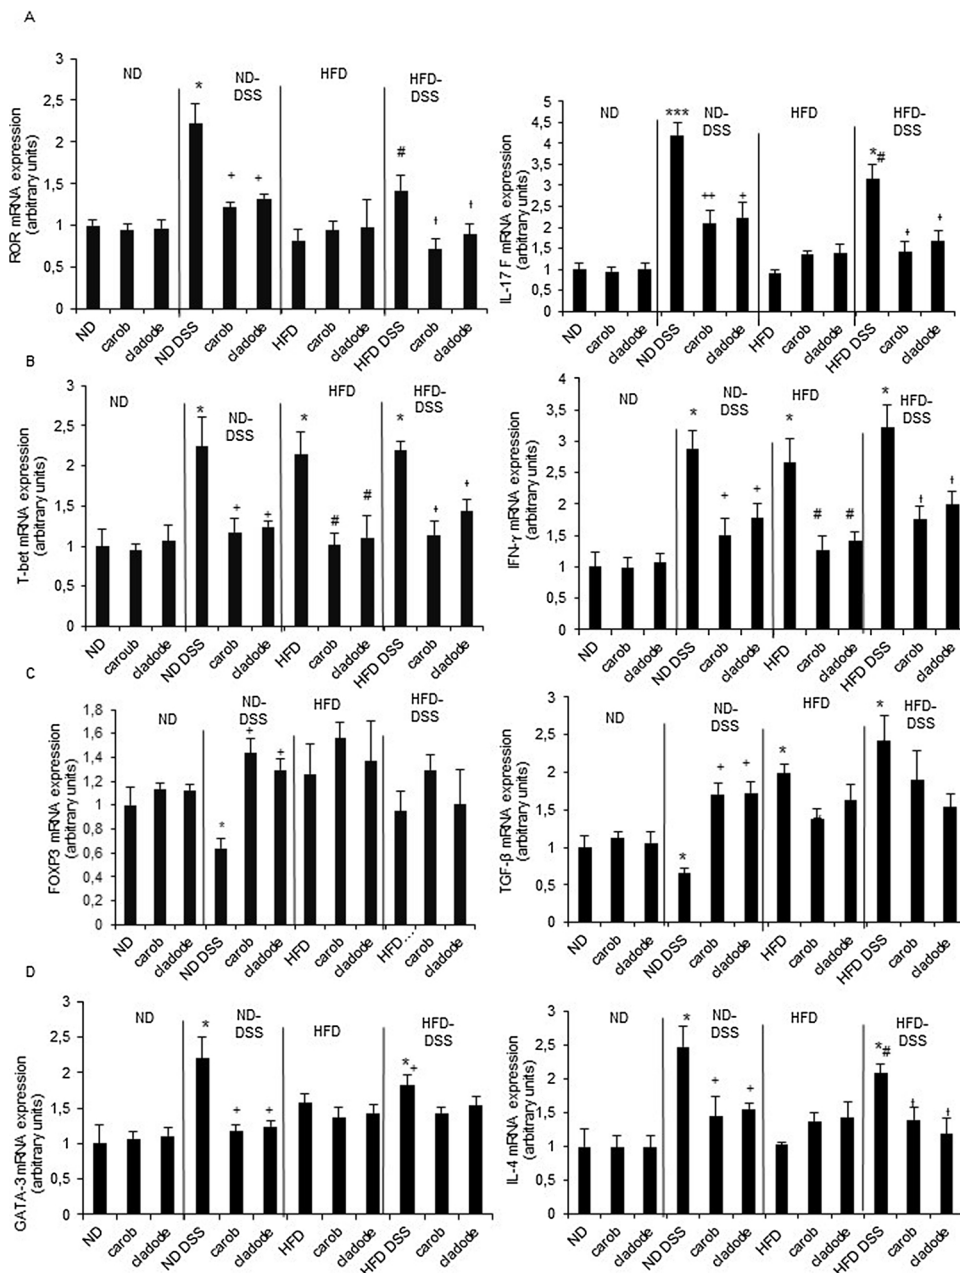 A
ROR mRNA expression
(arbitrary units)
3
2,5
2
1,5
1
0,5
0
ND
ND-
DSS
HFD
HFD-
DSS
*
+
+
#
ƚ
ƚ
ND
carob
cladode
ND DSS
carob
cladode
HFD
carob
cladode
HFD DSS
carob
cladode
IL-17 F mRNA expression
(arbitrary units)
5
4,5
4
3,5
3
2,5
2
1,5
1
0,5
0
ND
ND-
DSS
HFD
HFD-
DSS
***
++
+
*#
ƚ
ƚ
ND
carob
cladode
ND DSS
carob
cladode
HFD
carob
cladode
HFD DSS
carob
cladode
B
T-bet mRNA expression
(arbitrary units)
3
2,5
2
1,5
1
0,5
0
ND
ND-
DSS
HFD
HFD-
DSS
*
+
+
*
#
#
*
ƚ
ƚ
ND
caroub
cladode
ND DSS
carob
cladode
HFD
carob
cladode
HFD DSS
carob
cladode
IFN-γ mRNA expression
(arbitrary units)
4
3,5
3
2,5
2
1,5
1
0,5
0
ND
ND-
DSS
HFD
HFD-
DSS
*
+
+
*
#
#
*
ƚ
ƚ
ND
carob
cladode
ND DSS
carob
cladode
HFD
carob
cladode
HFD DSS
carob
cladode
C
FOXP3 mRNA expression
(arbitrary units)
1,8
1,6
1,4
1,2
1
0,8
0,6
0,4
0,2
0
ND
ND-
DSS
HFD
HFD-
DSS
*
+
+
ND
carob
cladode
ND DSS
carob
cladode
HFD
carob
cladode
HFD...
carob
cladode
TGF-β mRNA expression
(arbitrary units)
3
2,5
2
1,5
1
0,5
0
ND
ND-
DSS
HFD
HFD-
DSS
*
+
+
*
*
ND
carob
cladode
ND DSS
carob
cladode
HFD
carob
cladode
HFD DSS
carob
cladode
D
GATA-3 mRNA expression
(arbitrary units)
3
2,5
2
1,5
1
0,5
0
ND
ND-
DSS
HFD
HFD-
DSS
*
+
+
*+
ND
carob
cladode
ND DSS
carob
cladode
HFD
carob
cladode
HFD DSS
carob
cladode
IL-4 mRNA expression
(arbitrary units)
3
2,5
2
1,5
1
0,5
0
ND
ND-
DSS
HFD
HFD-
DSS
*
+
+
*#
ƚ
ƚ
ND
carob
cladode
ND DSS
carob
cladode
HFD
carob
cladode
HFD DSS
carob
cladode